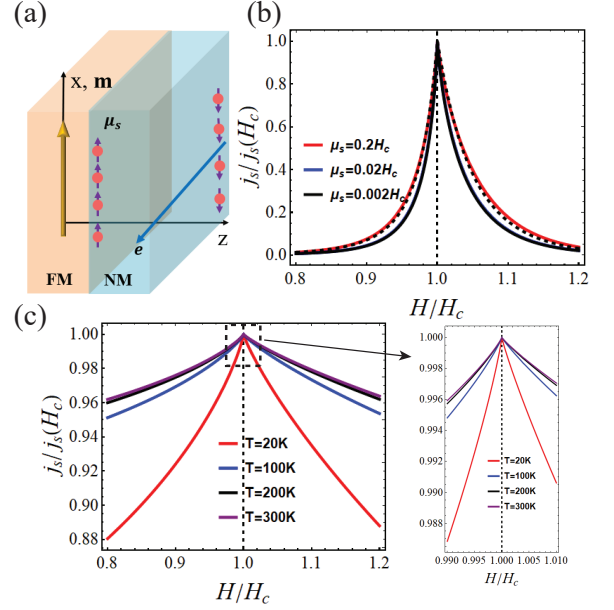 (a)
x, m
μs
e
z
FM
NM
(b)
js/js(Hc)
1.0
0.8
0.6
0.4
0.2
0.0
μs=0.2Hc
μs=0.02Hc
μs=0.002Hc
0.8 0.9 1.0 1.1 1.2
H/Hc
(c)
js/js(Hc)
1.00
0.98
0.96
0.94
0.92
0.90
0.88
T=20K
T=100K
T=200K
T=300K
0.8 0.9 1.0 1.1 1.2
H/Hc
1.000
0.998
0.996
0.994
0.992
0.990
0.988
T=20K
T=100K
T=200K
T=300K
0.990 0.995 1.000 1.005 1.010
H/Hc